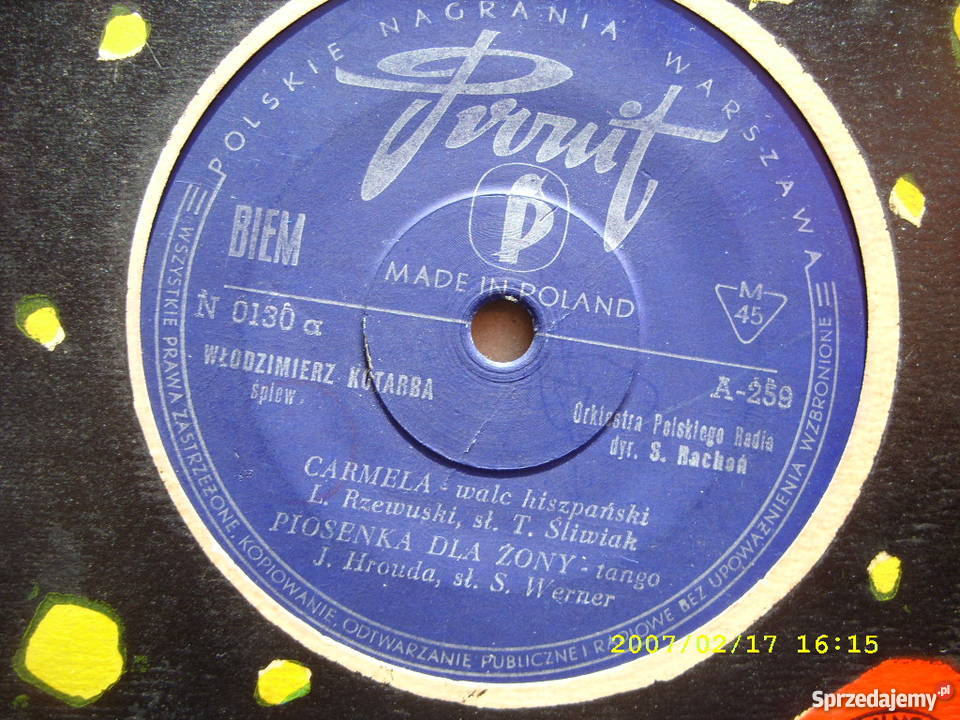 POLSKIE NAGRANIA WARSZAWA
Pronit
P
BIEM
MADE IN POLAND
M
45
N 0130 a
A-259
WŁODZIMIERZ KOTARBA
śpiew
Orkiestra Polskiego Radia
dyr. S. Rachoń
CARMELA - walc hiszpański
L. Rzewuski, sł. T. Śliwiak
PIOSENKA DLA ŻONY - tango
J. Hrouda, sł. S. Werner
WSZYSTKIE PRAWA ZASTRZEŻONE. KOPIOWANIE, ODTWARZANIE PUBLICZNE I RADIOWE BEZ UPOWAŻNIENIA WZBRONIONE
2007/02/17 16:15
Sprzedajemy.pl